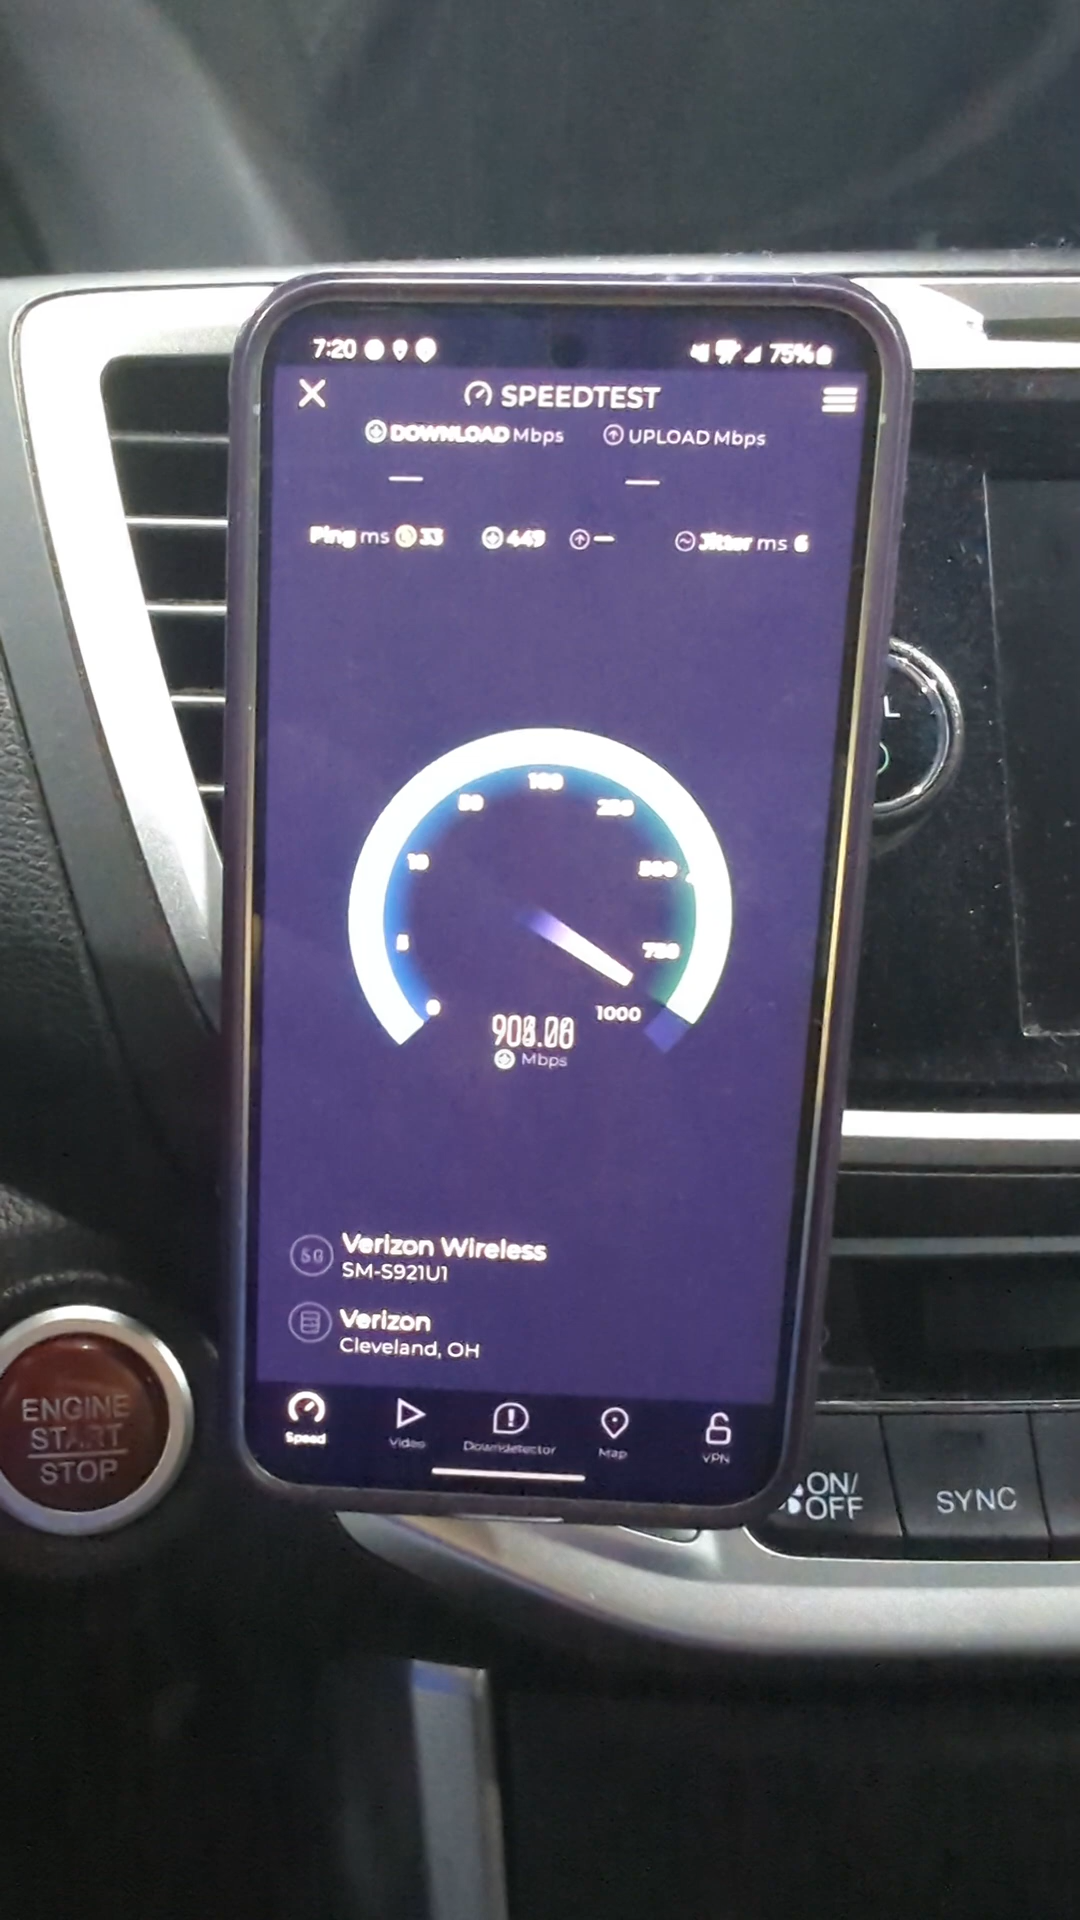 7:20 75%
SPEEDTEST
DOWNLOAD Mbps UPLOAD Mbps
— —
Ping ms 33 449 — Jitter ms 6
100
50 250
10 500
5 750
0 1000
Mbps
5G Verizon Wireless
SM-S921U1
Verizon
Cleveland, OH
Speed Video Downdetector Map VPN
ENGINE
START
STOP
L
ON/
OFF
SYNC